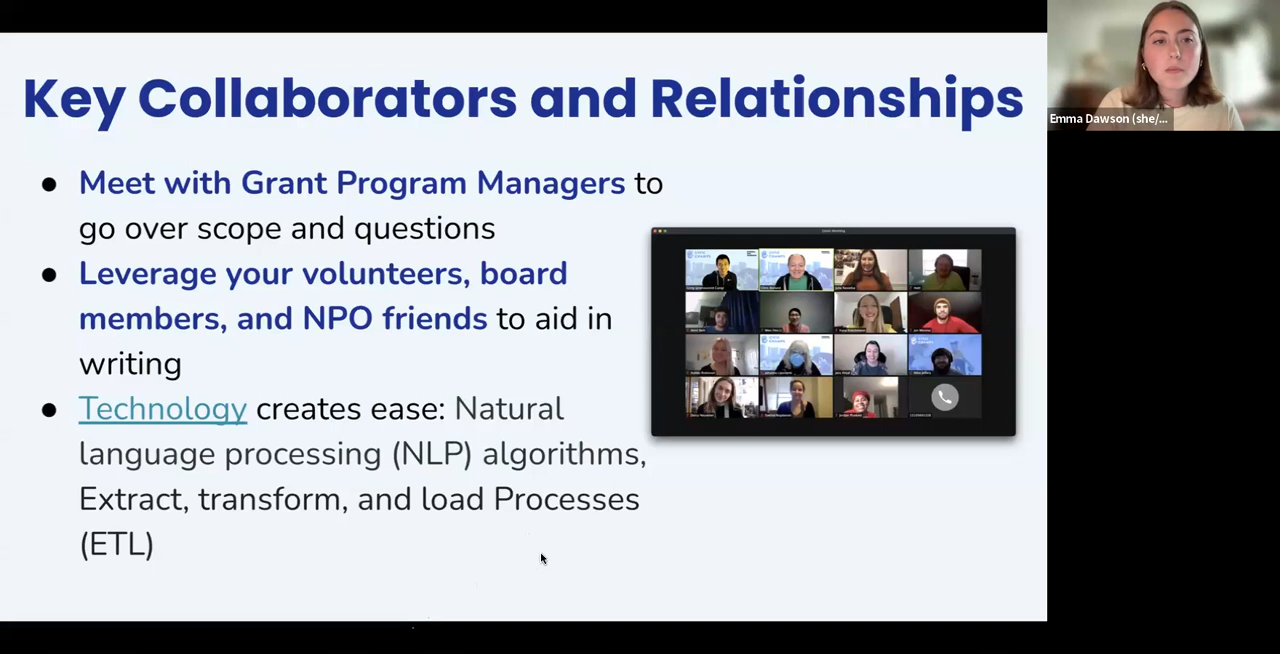 Key Collaborators and Relationships
Emma Dawson (she/...
● Meet with Grant Program Managers to
go over scope and questions
● Leverage your volunteers, board
members, and NPO friends to aid in
writing
● Technology creates ease: Natural
language processing (NLP) algorithms,
Extract, transform, and load Processes
(ETL)